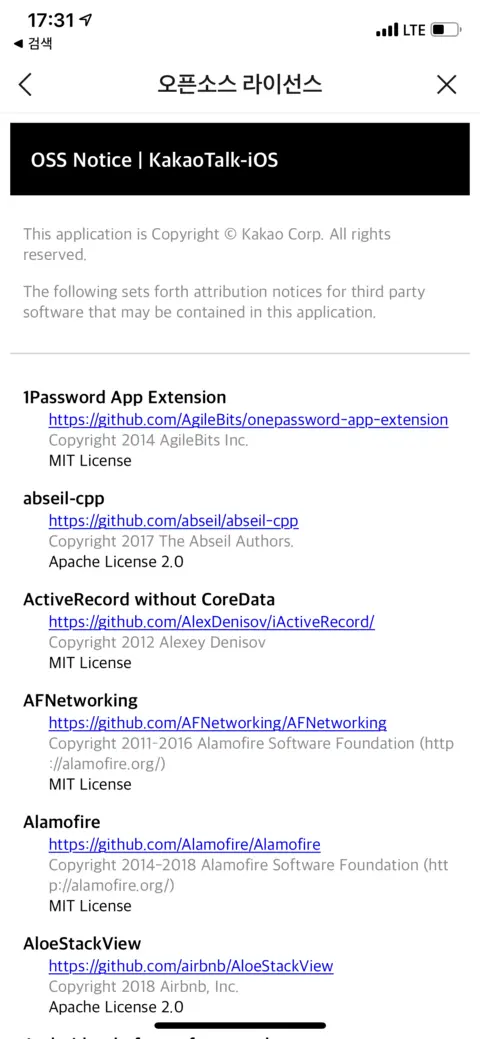 17:31
LTE
◀ 검색
오픈소스 라이선스
OSS Notice | KakaoTalk-iOS
This application is Copyright © Kakao Corp. All rights
reserved.
The following sets forth attribution notices for third party
software that may be contained in this application.
1Password App Extension
https://github.com/AgileBits/onepassword-app-extension
Copyright 2014 AgileBits Inc.
MIT License
abseil-cpp
https://github.com/abseil/abseil-cpp
Copyright 2017 The Abseil Authors.
Apache License 2.0
ActiveRecord without CoreData
https://github.com/AlexDenisov/iActiveRecord/
Copyright 2012 Alexey Denisov
MIT License
AFNetworking
https://github.com/AFNetworking/AFNetworking
Copyright 2011-2016 Alamofire Software Foundation (http
://alamofire.org/)
MIT License
Alamofire
https://github.com/Alamofire/Alamofire
Copyright 2014-2018 Alamofire Software Foundation (htt
p://alamofire.org/)
MIT License
AloeStackView
https://github.com/airbnb/AloeStackView
Copyright 2018 Airbnb, Inc.
Apache License 2.0